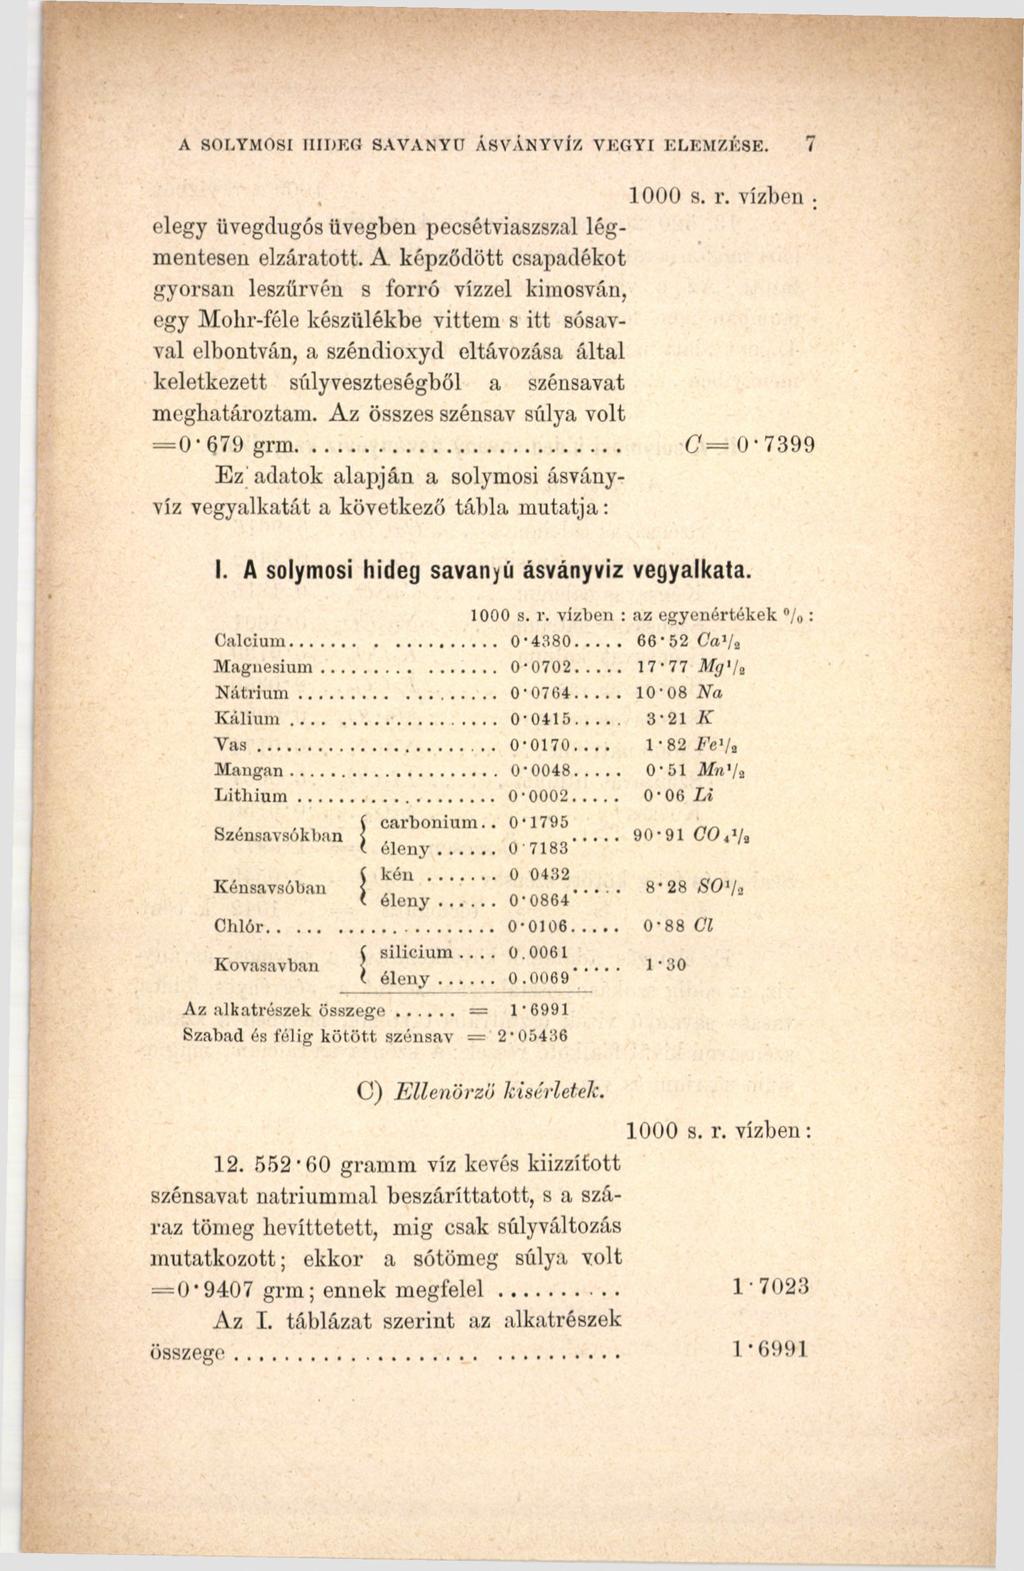 A SOLYMOSI HIDEG SAVANYÚ ÁSVÁNYVÍZ VEGYI ELEMZÉSE. 7
1000 s. r. vízben :
elegy üvegdugós üvegben pecsétviaszszal lég-
mentesen elzáratott. A képződött csapadékot
gyorsan leszűrvén s forró vízzel kimosván,
egy Mohr-féle készülékbe vittem s itt sósav-
val elbontván, a széndioxyd eltávozása által
keletkezett súlyveszteségből a szénsavat
meghatároztam. Az összes szénsav súlya volt
=0·679 grm. ........................ C=0·7399
Ez adatok alapján a solymosi ásvány-
víz vegyalkatát a következő tábla mutatja:
I. A solymosi hideg savanyú ásványviz vegyalkata.
1000 s. r. vízben : az egyenértékek %:
Calcium....... . .......... 0·4380..... 66·52 Ca½
Magnesium .......... ....... 0·0702..... 17·77 Mg½
Nátrium ......... .......... 0·0764..... 10·08 Na
Kálium .... ............... 0·0415..... 3·21 K
Vas ........................ 0·0170.... 1·82 Fe½
Mangan ..................... 0·0048..... 0·51 Mn½
Lithium .................... 0·0002..... 0·06 Li
Szénsavsókban { carbonium.. 0·1795
éleny ...... 0·7183 ..... 90·91 CO₄½
Kénsavsóban { kén ....... 0 0432
éleny ...... 0·0864 ..... 8·28 SO½
Chlór.. ... ................ 0·0106..... 0·88 Cl
Kovasavban { silicium .... 0.0061
éleny ...... 0.0069 ..... 1·30
Az alkatrészek összege ...... = 1·6991
Szabad és félig kötött szénsav = 2·05436
C) Ellenörző kisérletek.
1000 s. r. vízben:
12. 552·60 gramm víz kevés kiizzított
szénsavat natriummal beszáríttatott, s a szá-
raz tömeg hevíttetett, mig csak súlyváltozás
mutatkozott; ekkor a sótömeg súlya volt
=0·9407 grm; ennek megfelel .......... 1·7023
Az I. táblázat szerint az alkatrészek
összege ............................ 1·6991